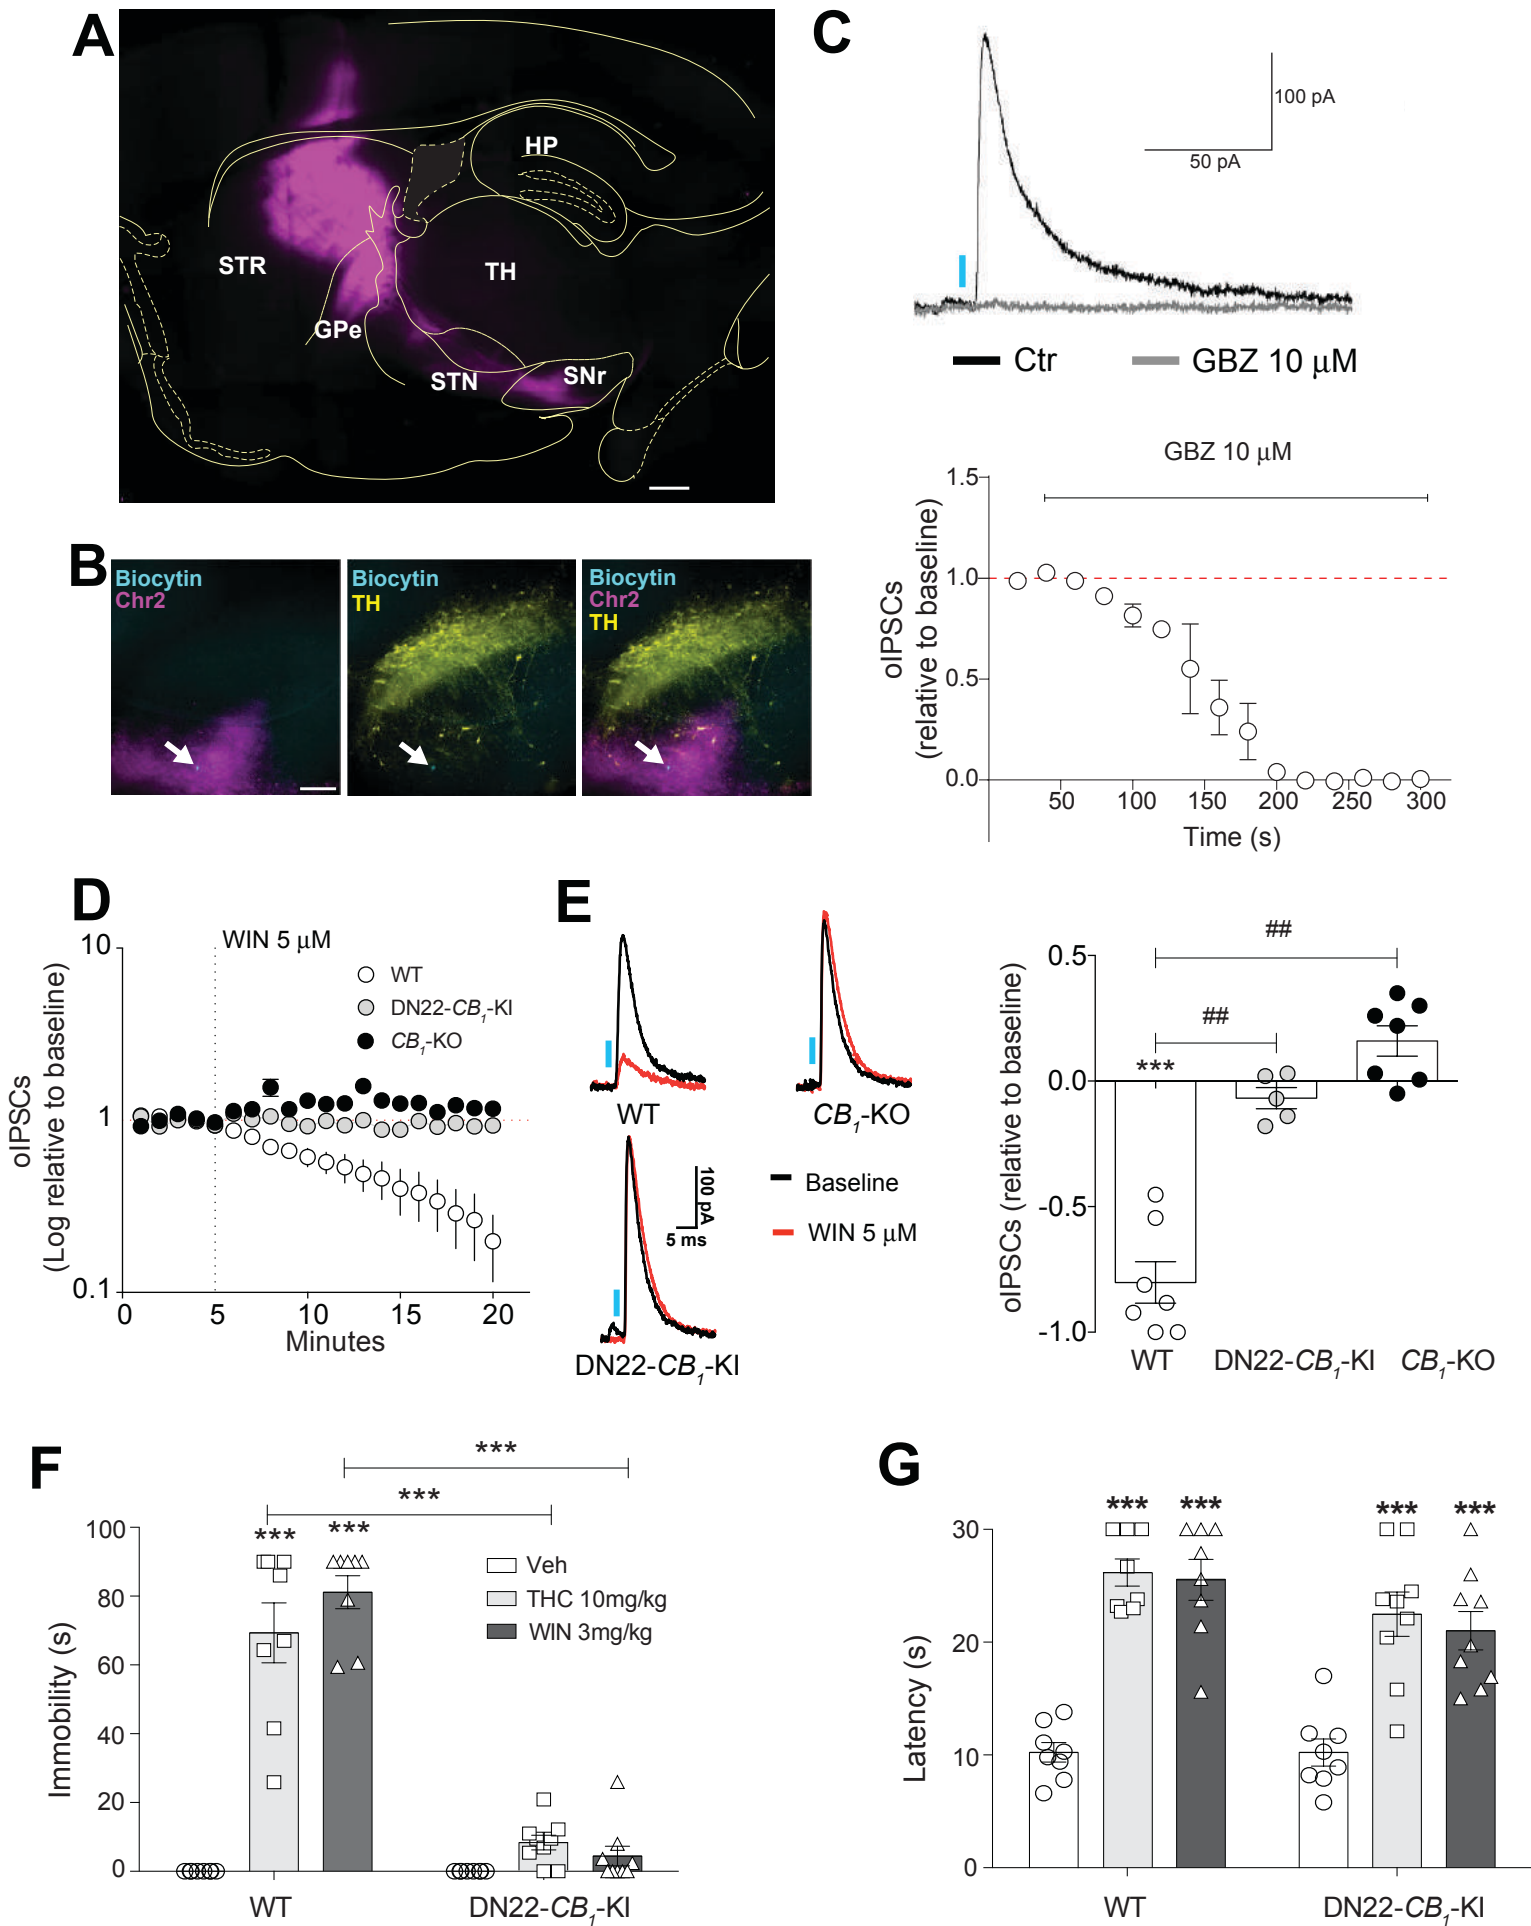 A
HP
STR
TH
GPe
STN
SNr
B
Biocytin
Chr2
Biocytin
TH
Biocytin
Chr2
TH
C
100 pA
50 pA
Ctr
GBZ 10 μM
GBZ 10 μM
oIPSCs
(relative to baseline)
1.5
1.0
0.5
0.0
50
100
150
200
250
300
Time (s)
D
WIN 5 μM
WT
DN22-CB1-KI
CB1-KO
oIPSCs
(Log relative to baseline)
10
1
0.1
0
5
10
15
20
Minutes
E
WT
CB1-KO
100 pA
5 ms
DN22-CB1-KI
Baseline
WIN 5 μM
oIPSCs (relative to baseline)
0.5
0.0
-0.5
-1.0
##
##
***
WT
DN22-CB1-KI
CB1-KO
F
***
***
***
***
Immobility (s)
100
80
60
40
20
0
Veh
THC 10mg/kg
WIN 3mg/kg
WT
DN22-CB1-KI
G
***
***
***
***
Latency (s)
30
20
10
0
WT
DN22-CB1-KI